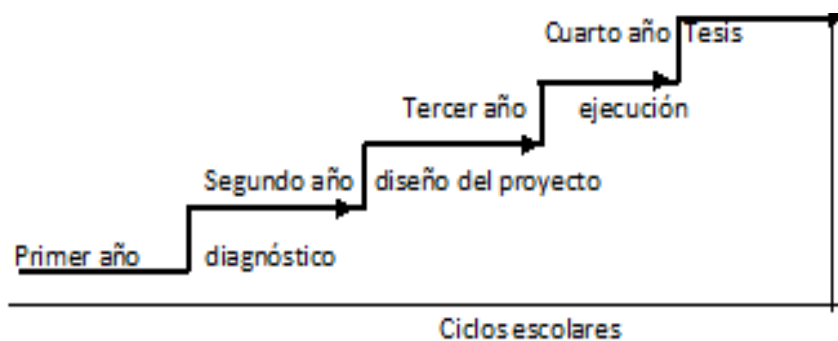 Cuarto año Tesis
Tercer año ejecución
Segundo año diseño del proyecto
Primer año diagnóstico
Ciclos escolares